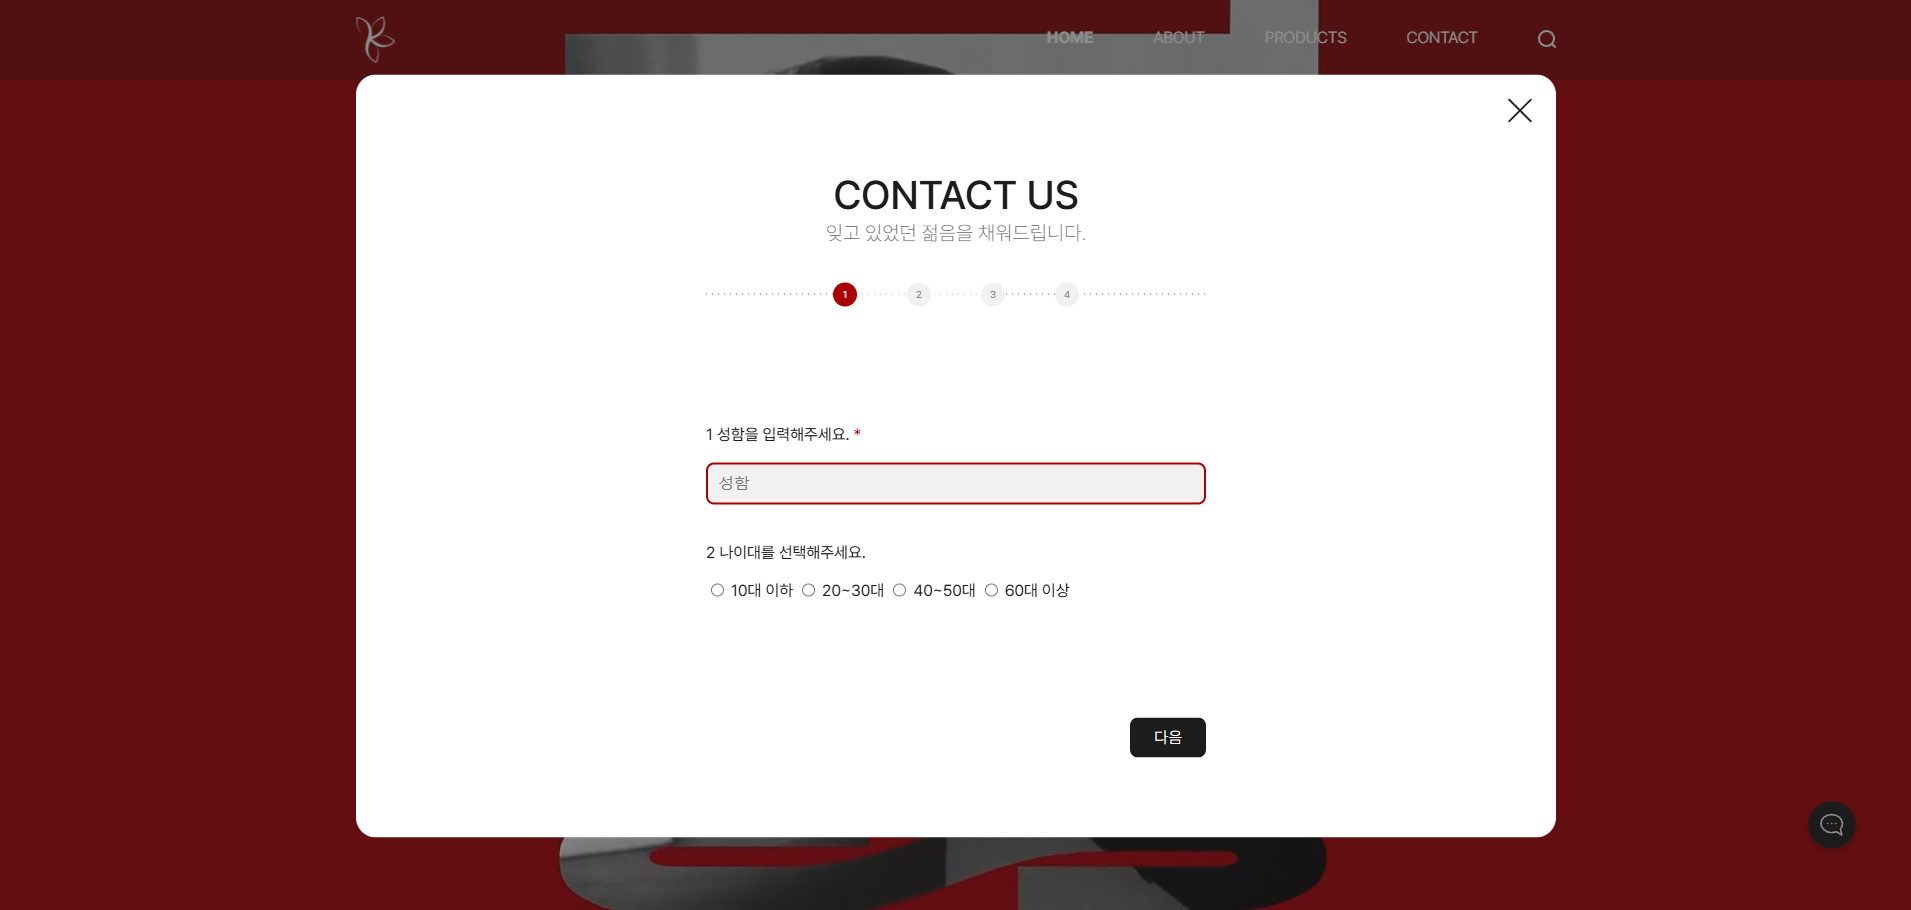 HOME ABOUT PRODUCTS CONTACT
CONTACT US
잊고 있었던 젊음을 채워드립니다.
1 2 3 4
1 성함을 입력해주세요. *
성함
2 나이대를 선택해주세요.
10대 이하 20~30대 40~50대 60대 이상
다음